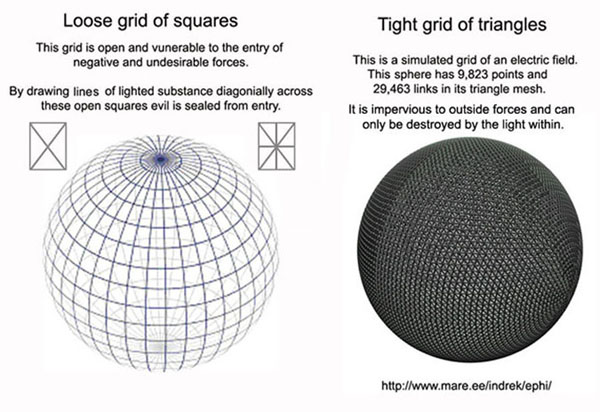 Loose grid of squares
This grid is open and vunerable to the entry of
negative and undesirable forces.
By drawing lines of lighted substance diagonally across
these open squares evil is sealed from entry.
Tight grid of triangles
This is a simulated grid of an electric field.
This sphere has 9,823 points and
29,463 links in its triangle mesh.
It is impervious to outside forces and can
only be destroyed by the light within.
http://www.mare.ee/indrek/ephi/